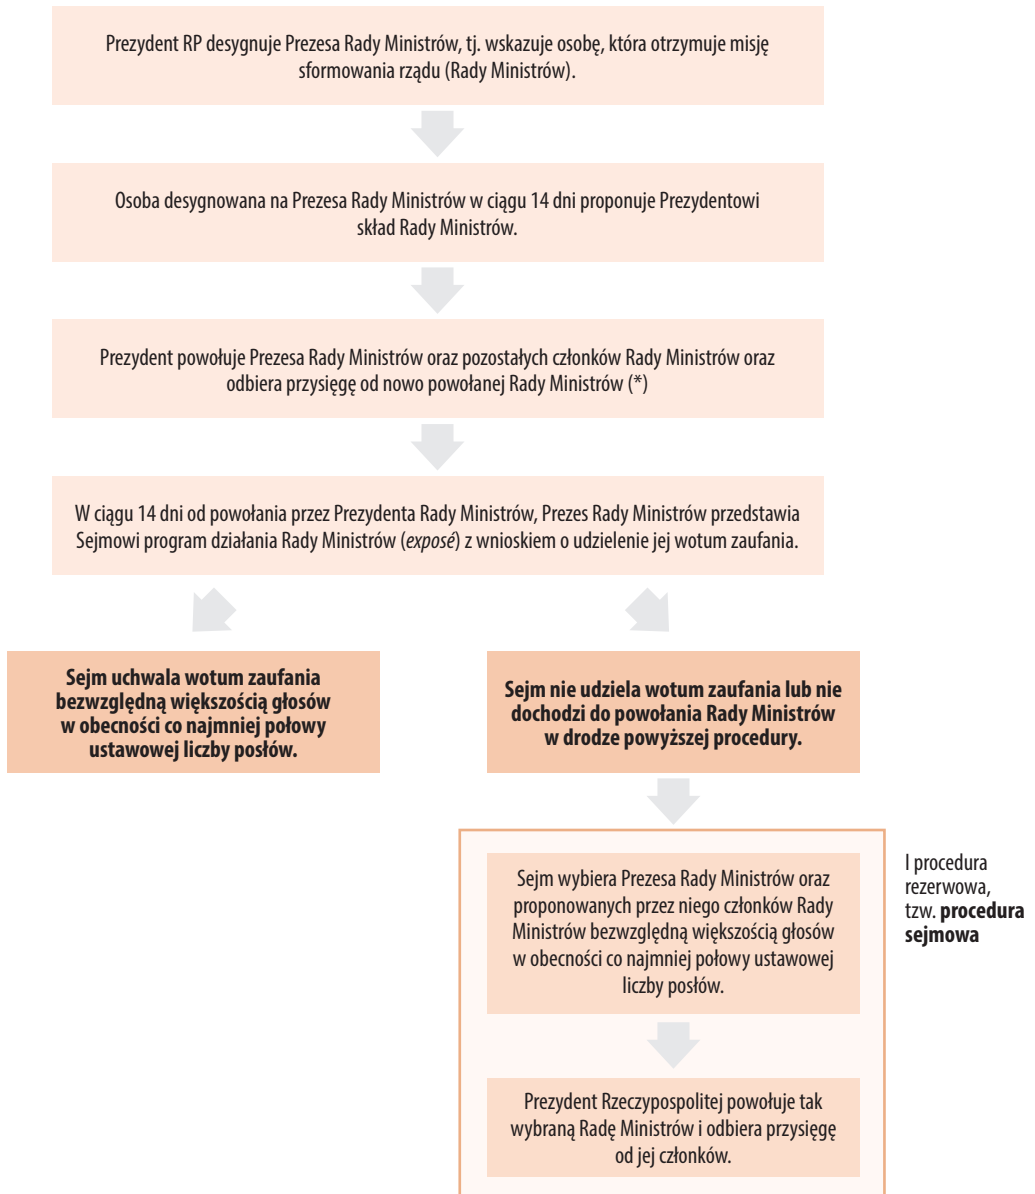 Prezydent RP desygnuje Prezesa Rady Ministrów, tj. wskazuje osobę, która otrzymuje misję
sformowania rządu (Rady Ministrów).
Osoba desygnowana na Prezesa Rady Ministrów w ciągu 14 dni proponuje Prezydentowi
skład Rady Ministrów.
Prezydent powołuje Prezesa Rady Ministrów oraz pozostałych członków Rady Ministrów oraz
odbiera przysięgę od nowo powołanej Rady Ministrów (*)
W ciągu 14 dni od powołania przez Prezydenta Rady Ministrów, Prezes Rady Ministrów przedstawia
Sejmowi program działania Rady Ministrów (exposé) z wnioskiem o udzielenie jej wotum zaufania.
Sejm uchwala wotum zaufania
bezwzględną większością głosów
w obecności co najmniej połowy
ustawowej liczby posłów.
Sejm nie udziela wotum zaufania lub nie
dochodzi do powołania Rady Ministrów
w drodze powyższej procedury.
Sejm wybiera Prezesa Rady Ministrów oraz
proponowanych przez niego członków Rady
Ministrów bezwzględną większością głosów
w obecności co najmniej połowy ustawowej
liczby posłów.
I procedura
rezerwowa,
tzw. procedura
sejmowa
Prezydent Rzeczypospolitej powołuje tak
wybraną Radę Ministrów i odbiera przysięgę
od jej członków.